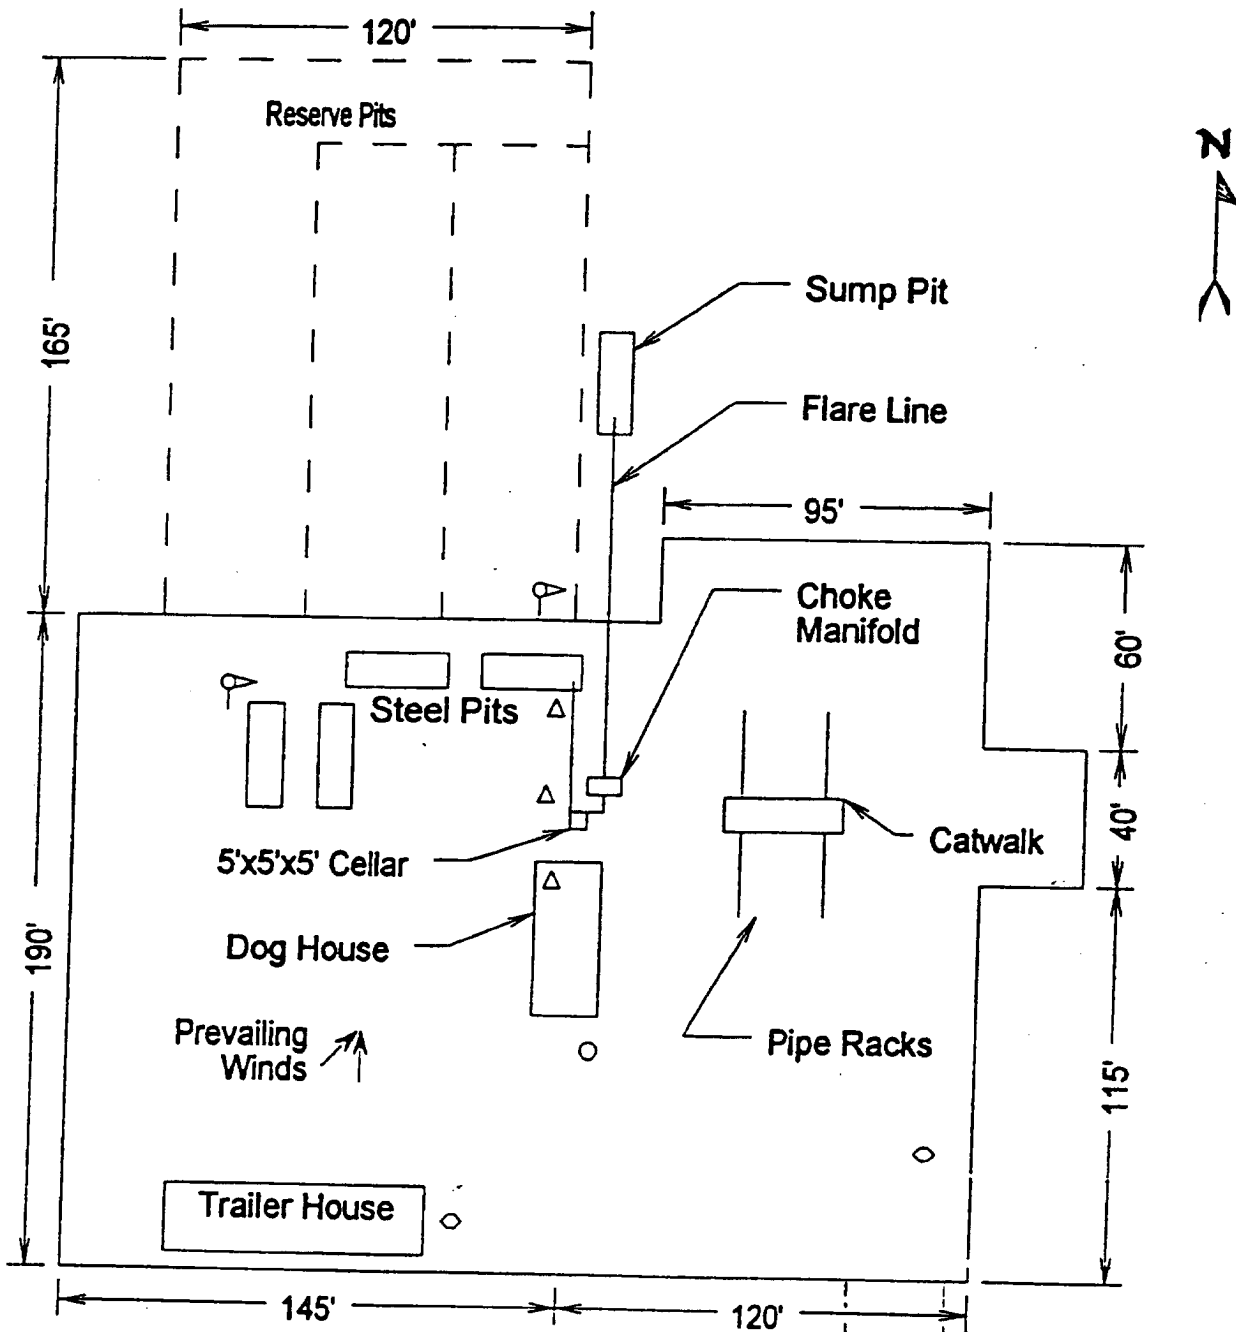 120'
Reserve Pits
N
Sump Pit
165'
Flare Line
95'
Choke
Manifold
60'
Steel Pits
40'
Catwalk
5'x5'x5' Cellar
Dog House
190'
Prevailing
Winds
Pipe Racks
115'
Trailer House
145'
120'